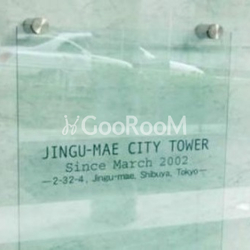 GooRooM
JINGU-MAE CITY TOWER
Since March 2002
—2-32-4, Jingu-mae, Shibuya, Tokyo—